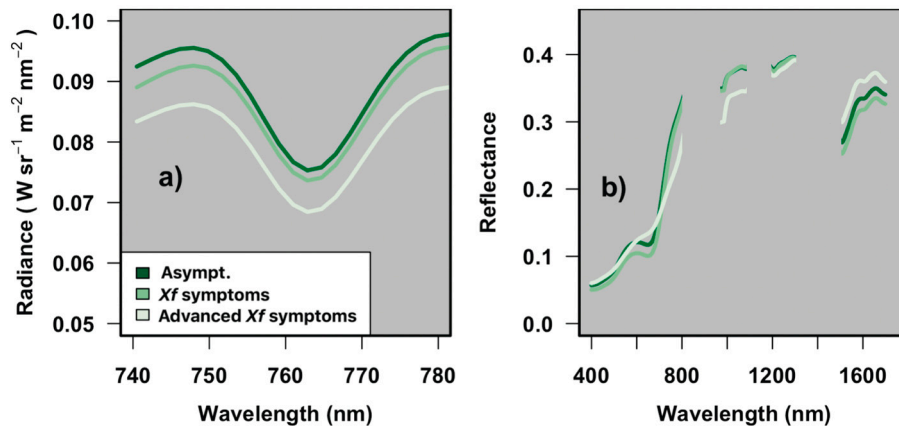 0.10
0.09
0.08
0.07
0.06
0.05
Radiance ( W sr⁻¹ m⁻² nm⁻²)
a)
Asympt.
Xf symptoms
Advanced Xf symptoms
740 750 760 770 780
Wavelength (nm)
0.4
0.3
0.2
0.1
0.0
Reflectance
b)
400 800 1200 1600
Wavelength (nm)